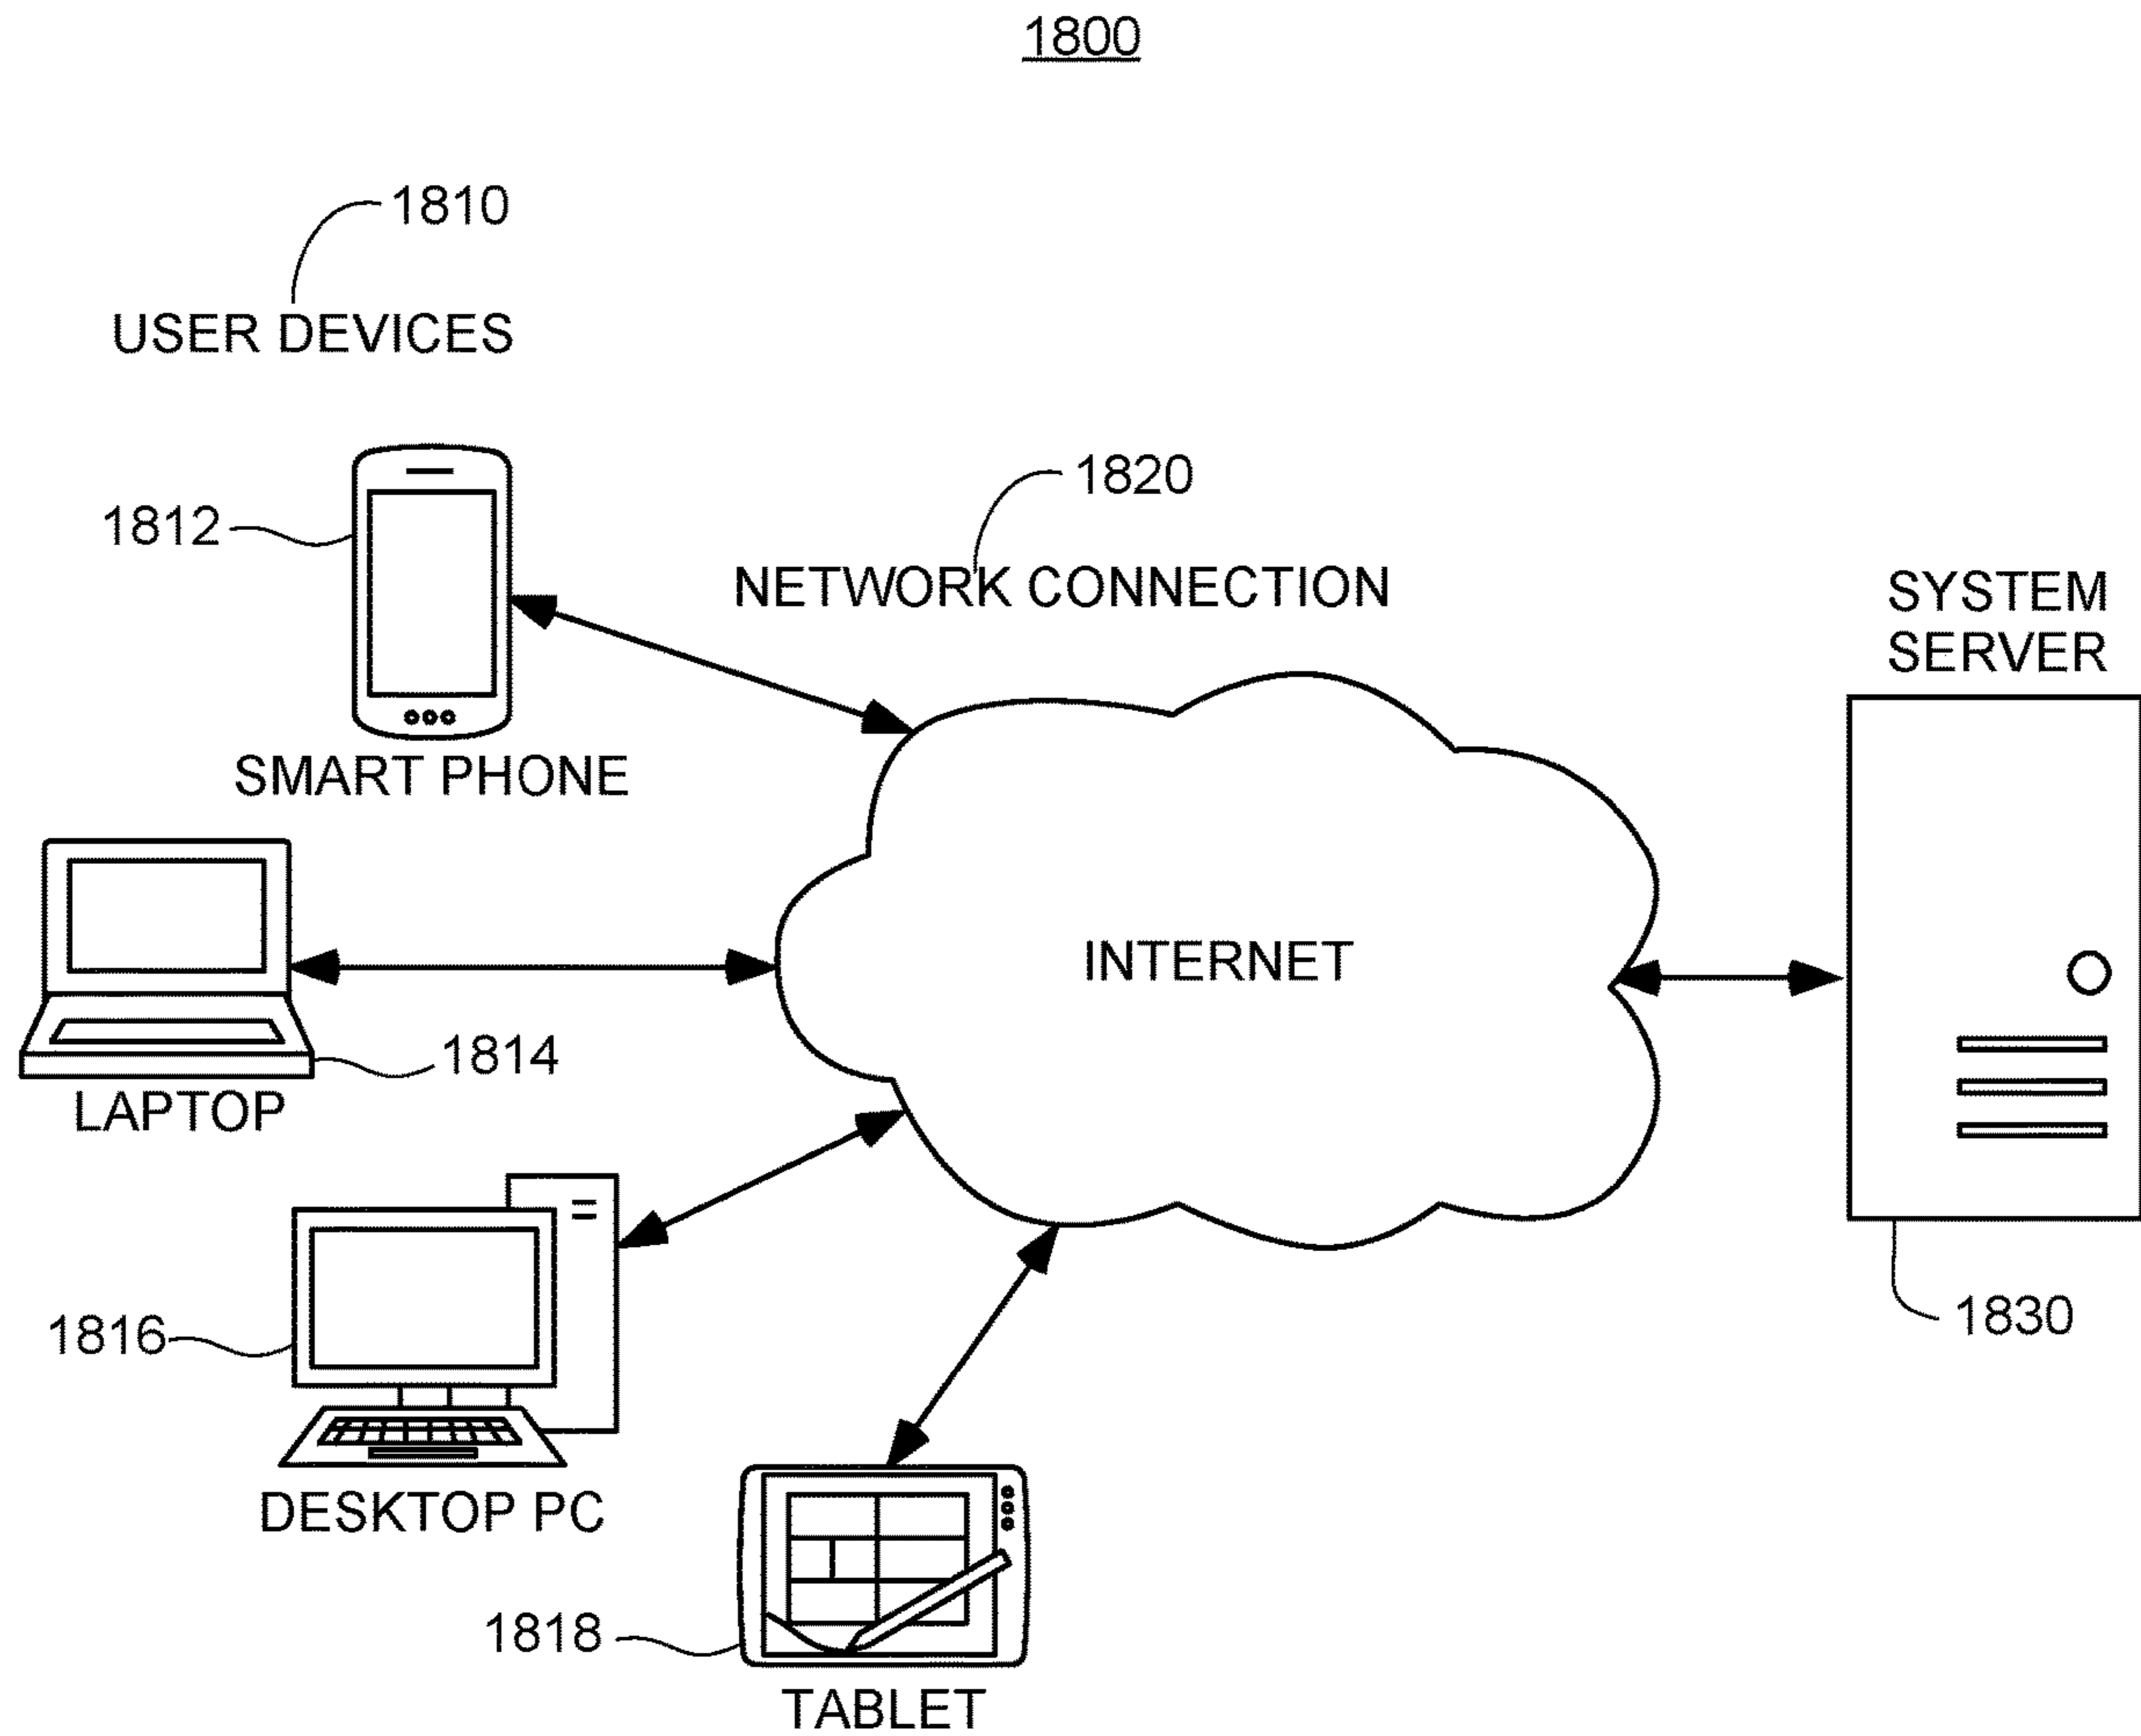 1800
1810
USER DEVICES
1812
SMART PHONE
1820
NETWORK CONNECTION
SYSTEM
SERVER
INTERNET
1814
LAPTOP
1816
DESKTOP PC
1830
1818
TABLET